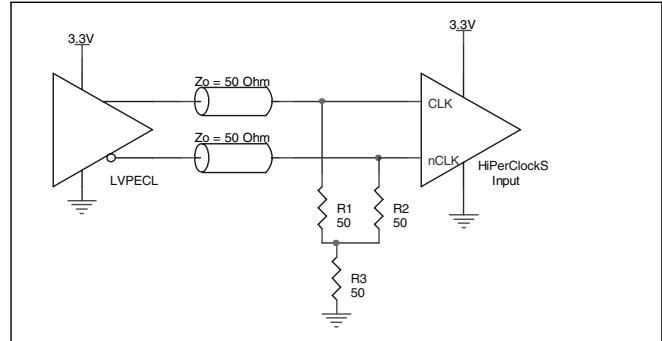 3.3V
3.3V
Zo = 50 Ohm
CLK
Zo = 50 Ohm
nCLK
LVPECL
HiPerClockS
Input
R1
50
R2
50
R3
50